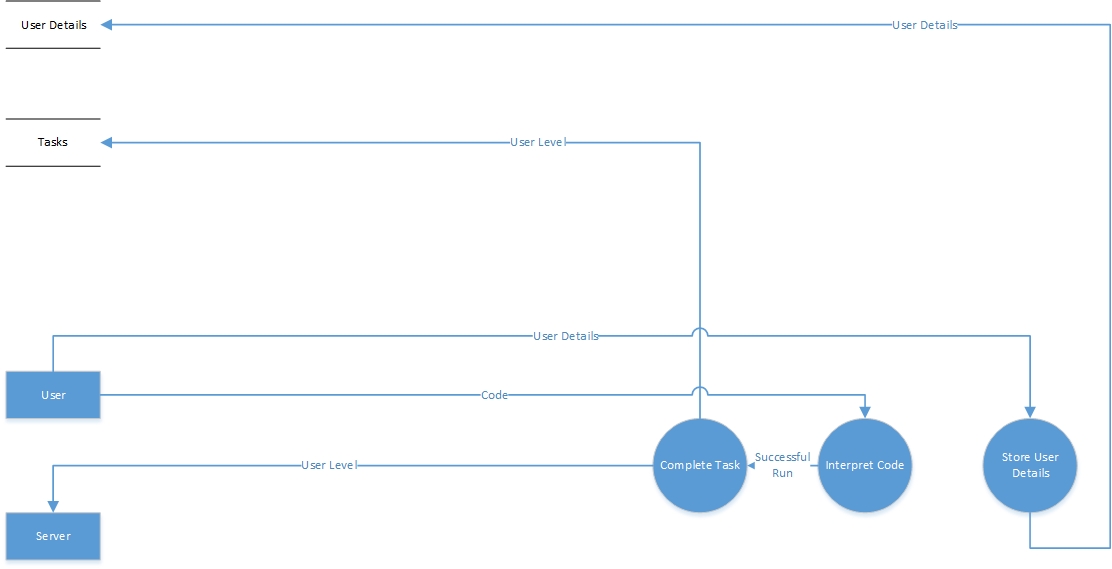 User Details
User Details
Tasks
User Level
User Details
User
Code
Complete Task
Successful
Run
Interpret Code
Store User
Details
User Level
Server